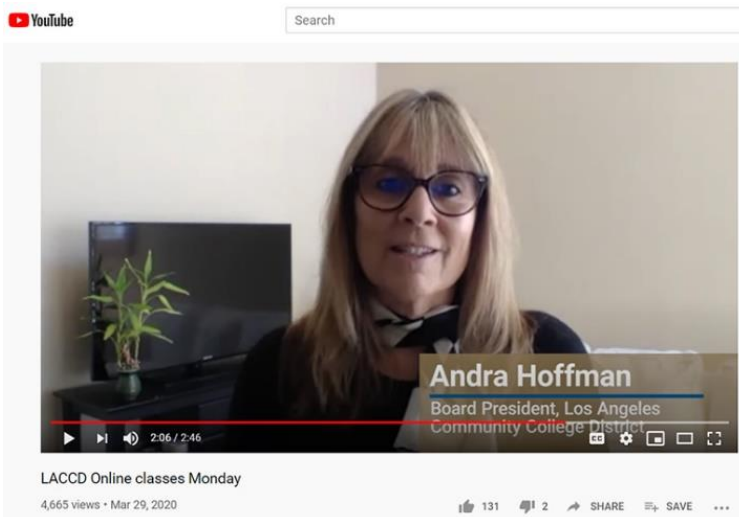 YouTube
Search
Andra Hoffman
Board President, Los Angeles
Community College District
2:06 / 2:46
CC
LACCD Online classes Monday
4,665 views • Mar 29, 2020
131 2 SHARE SAVE